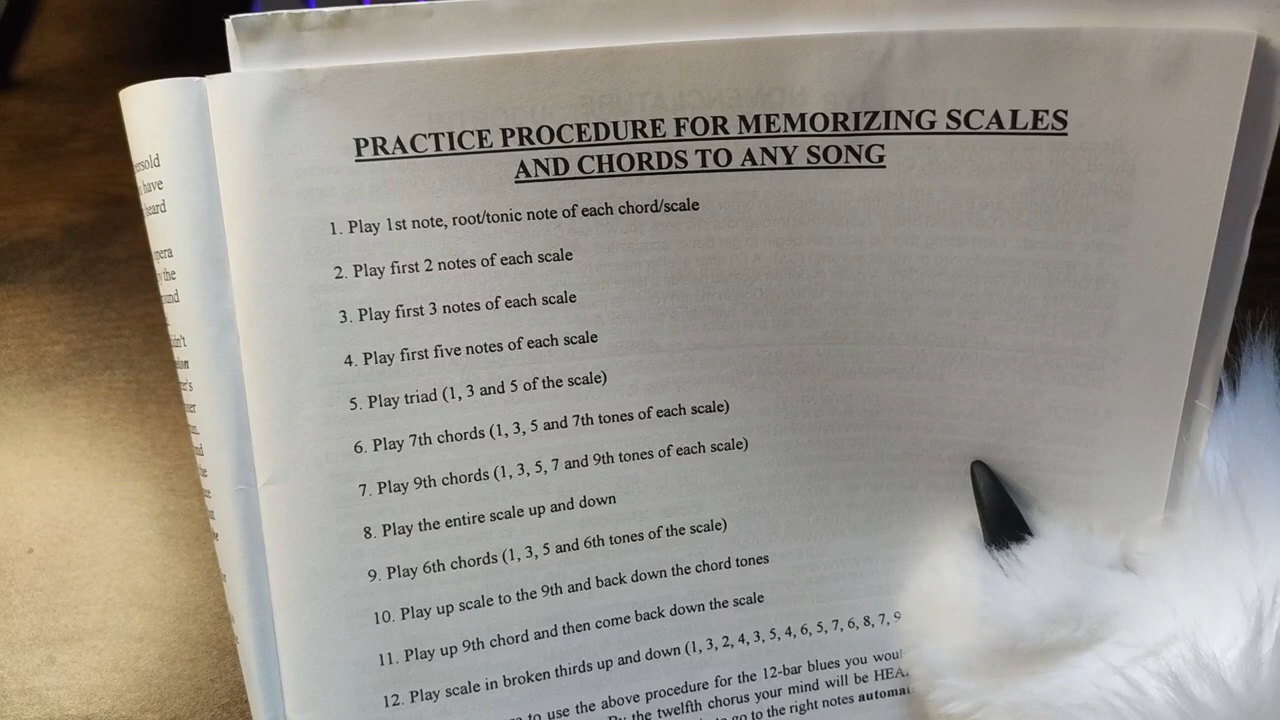 PRACTICE PROCEDURE FOR MEMORIZING SCALES
AND CHORDS TO ANY SONG
1. Play 1st note, root/tonic note of each chord/scale
2. Play first 2 notes of each scale
3. Play first 3 notes of each scale
4. Play first five notes of each scale
5. Play triad (1, 3 and 5 of the scale)
6. Play 7th chords (1, 3, 5 and 7th tones of each scale)
7. Play 9th chords (1, 3, 5, 7 and 9th tones of each scale)
8. Play the entire scale up and down
9. Play 6th chords (1, 3, 5 and 6th tones of the scale)
10. Play up scale to the 9th and back down the chord tones
11. Play up 9th chord and then come back down the scale
12. Play scale in broken thirds up and down (1, 3, 2, 4, 3, 5, 4, 6, 5, 7, 6, 8, 7, 9
to use the above procedure for the 12-bar blues you
By the twelfth chorus your mind will be
to go to the right notes
have
heard
the